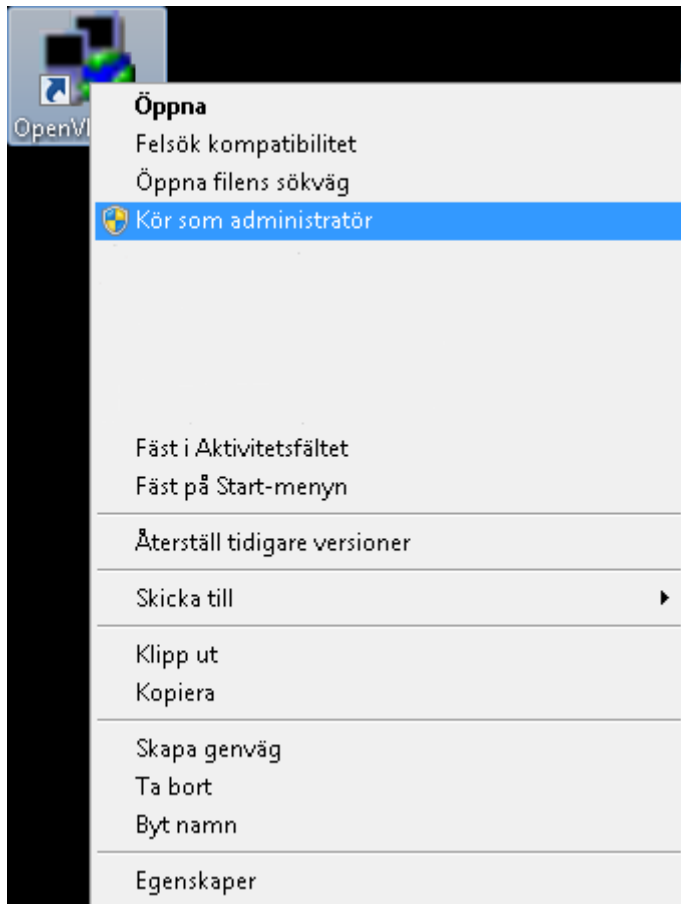 Öppna
Felsök kompatibilitet
Öppna filens sökväg
Kör som administratör
Fäst i Aktivitetsfältet
Fäst på Start-menyn
Återställ tidigare versioner
Skicka till
Klipp ut
Kopiera
Skapa genväg
Ta bort
Byt namn
Egenskaper